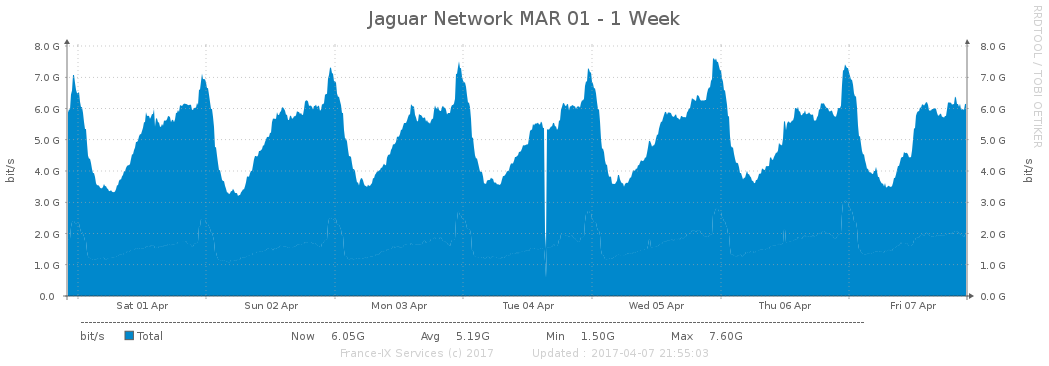 Jaguar Network MAR 01 - 1 Week
RRDTOOL / TOBI OETIKER
8.0 G 8.0 G
7.0 G 7.0 G
6.0 G 6.0 G
5.0 G 5.0 G
4.0 G 4.0 G
3.0 G 3.0 G
2.0 G 2.0 G
1.0 G 1.0 G
0.0 0.0 G
bit/s bit/s
Sat 01 Apr Sun 02 Apr Mon 03 Apr Tue 04 Apr Wed 05 Apr Thu 06 Apr Fri 07 Apr
bit/s Total Now 6.05G Avg 5.19G Min 1.50G Max 7.60G
France-IX Services (c) 2017 Updated : 2017-04-07 21:55:03